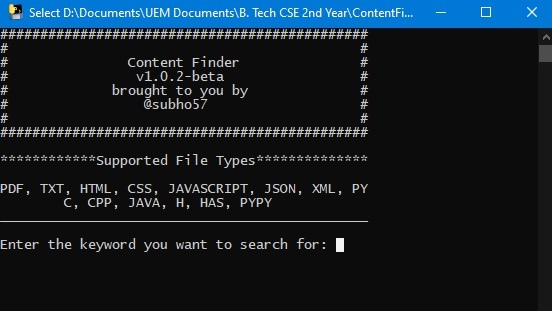 Select D:\Documents\UEM Documents\B. Tech CSE 2nd Year\ContentFi...
##############################################
# #
# Content Finder #
# v1.0.2-beta #
# brought to you by #
# @subho57 #
# #
##############################################
************Supported File Types**************
PDF, TXT, HTML, CSS, JAVASCRIPT, JSON, XML, PY
C, CPP, JAVA, H, HAS, PYPY
______________________________________________
Enter the keyword you want to search for: